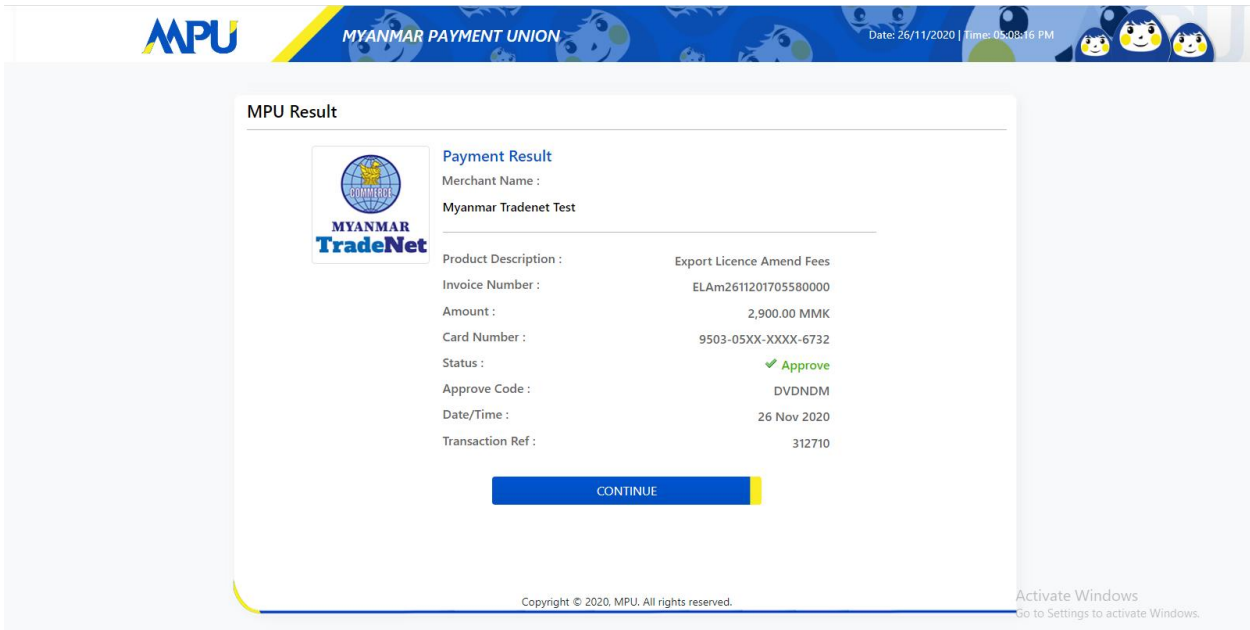 MPU
MYANMAR PAYMENT UNION
Date: 26/11/2020 | Time: 05:08:16 PM
MPU Result
COMMERCE
MYANMAR
TradeNet
Payment Result
Merchant Name :
Myanmar Tradenet Test
Product Description : Export Licence Amend Fees
Invoice Number : ELAm2611201705580000
Amount : 2,900.00 MMK
Card Number : 9503-05XX-XXXX-6732
Status : Approve
Approve Code : DVDNDM
Date/Time : 26 Nov 2020
Transaction Ref : 312710
CONTINUE
Copyright © 2020, MPU. All rights reserved.
Activate Windows
Go to Settings to activate Windows.